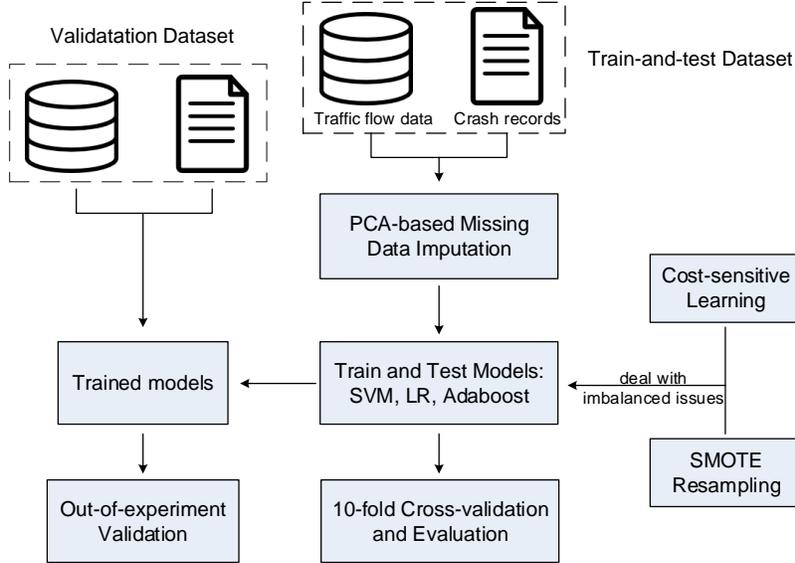 Validatation Dataset
Train-and-test Dataset
Traffic flow data
Crash records
PCA-based Missing
Data Imputation
Cost-sensitive
Learning
Trained models
Train and Test Models:
SVM, LR, Adaboost
deal with
imbalanced issues
SMOTE
Resampling
Out-of-experiment
Validation
10-fold Cross-validation
and Evaluation